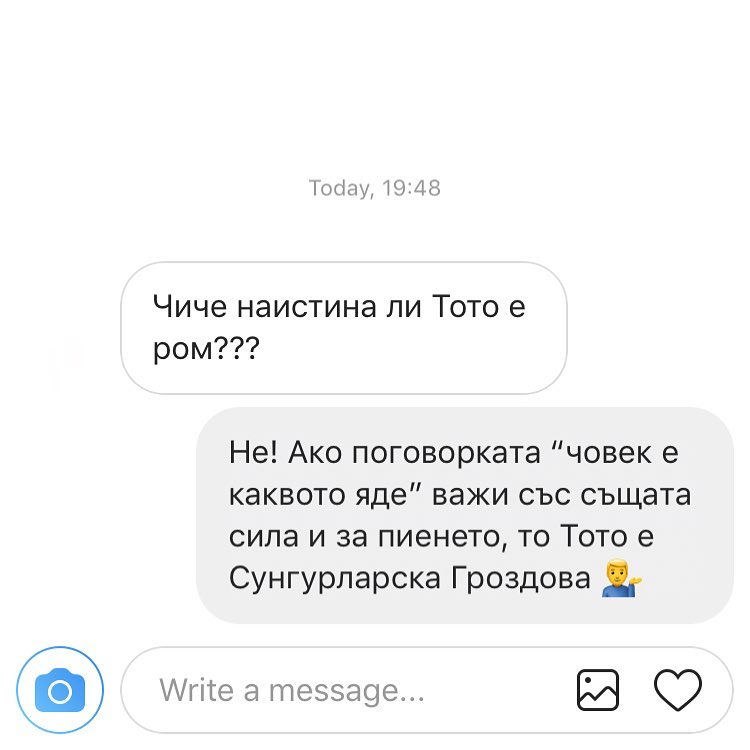 Today, 19:48
Чиче наистина ли Тото е
ром???
Не! Ако поговорката “човек е
каквото яде” важи със същата
сила и за пиенето, то Тото е
Сунгурларска Гроздова 💁‍♂️
Write a message...